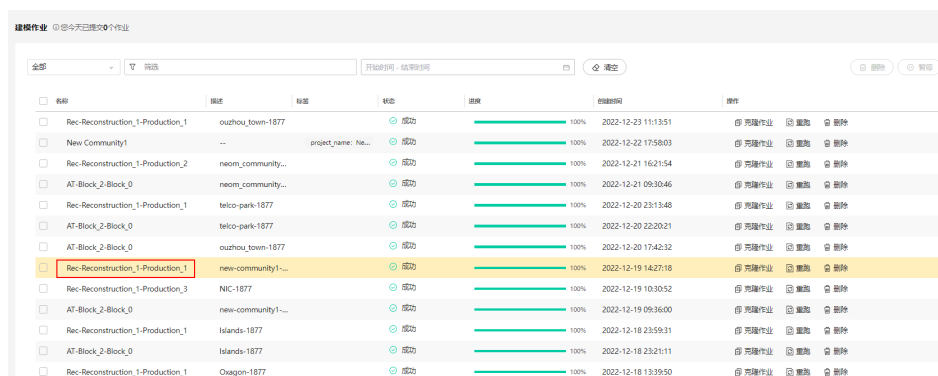 建模作业 您今天已提交0个作业
全部 筛选 开始时间 - 结束时间 清空 删除 暂停
名称 描述 标签 状态 进度 创建时间 操作
Rec-Reconstruction_1-Production_1 ouzhou_town-1877 成功 100% 2022-12-23 11:13:51 克隆作业 重跑 删除
New Community1 -- project_name: Ne... 成功 100% 2022-12-22 17:58:03 克隆作业 重跑 删除
Rec-Reconstruction_1-Production_2 neom_community... 成功 100% 2022-12-21 16:21:54 克隆作业 重跑 删除
AT-Block_2-Block_0 neom_community... 成功 100% 2022-12-21 09:30:46 克隆作业 重跑 删除
Rec-Reconstruction_1-Production_1 telco-park-1877 成功 100% 2022-12-20 23:13:48 克隆作业 重跑 删除
AT-Block_2-Block_0 telco-park-1877 成功 100% 2022-12-20 22:20:21 克隆作业 重跑 删除
AT-Block_2-Block_0 ouzhou_town-1877 成功 100% 2022-12-20 17:42:32 克隆作业 重跑 删除
Rec-Reconstruction_1-Production_1 new-community1-... 成功 100% 2022-12-19 14:27:18 克隆作业 重跑 删除
Rec-Reconstruction_1-Production_3 NIC-1877 成功 100% 2022-12-19 10:30:52 克隆作业 重跑 删除
AT-Block_2-Block_0 new-community1-... 成功 100% 2022-12-19 09:36:00 克隆作业 重跑 删除
Rec-Reconstruction_1-Production_1 Islands-1877 成功 100% 2022-12-18 23:59:31 克隆作业 重跑 删除
AT-Block_2-Block_0 Islands-1877 成功 100% 2022-12-18 23:21:11 克隆作业 重跑 删除
Rec-Reconstruction_1-Production_1 Oxagon-1877 成功 100% 2022-12-18 13:39:50 克隆作业 重跑 删除